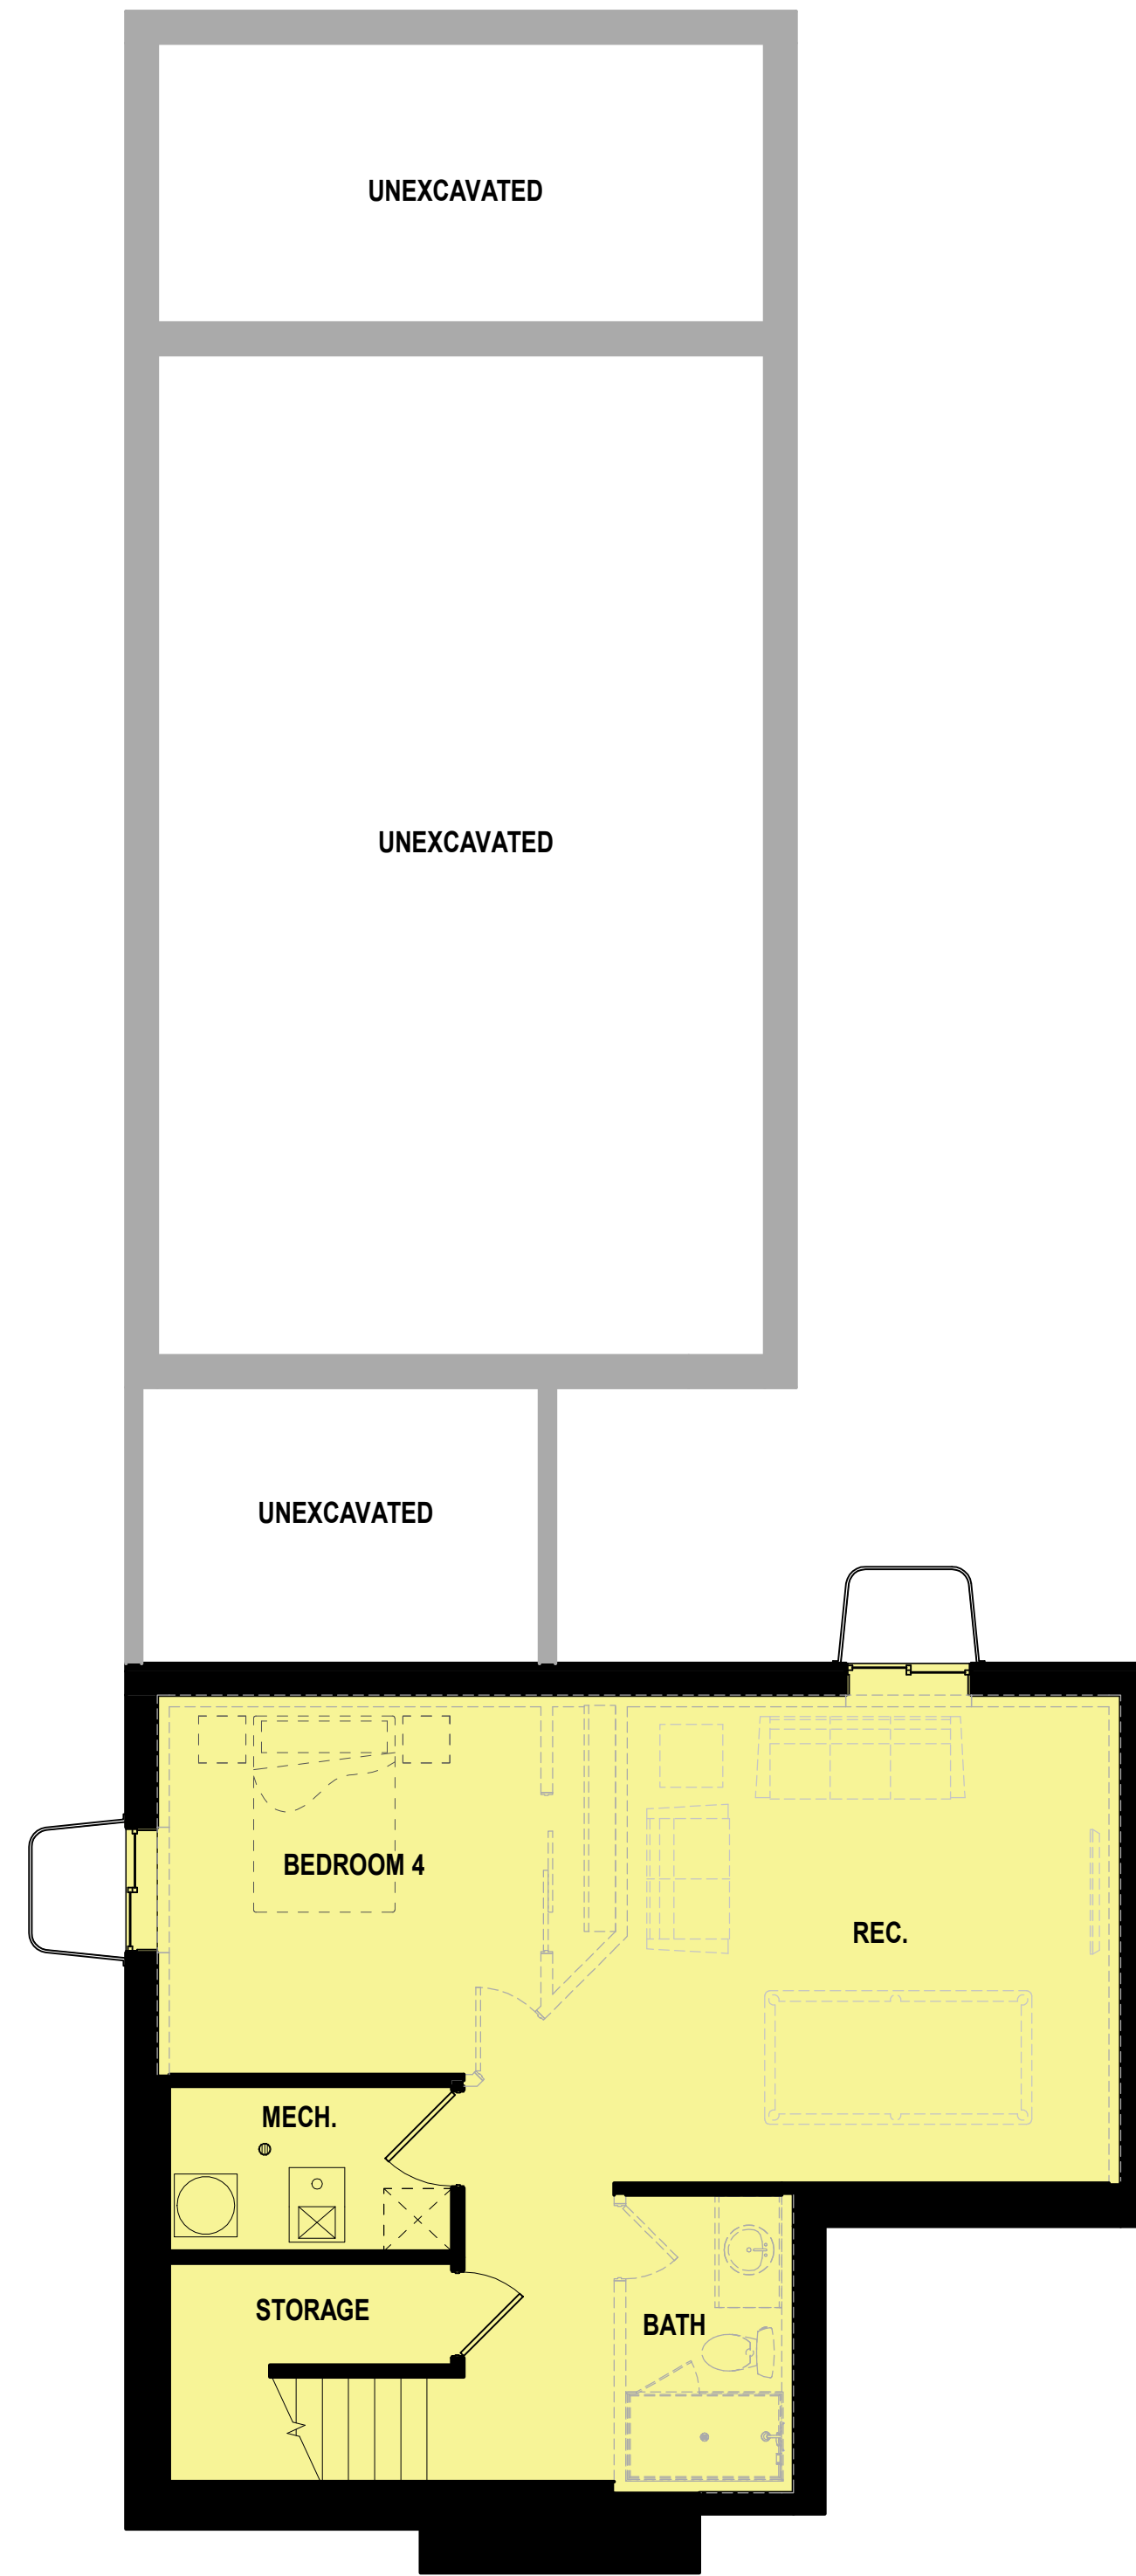 UNEXCAVATED
UNEXCAVATED
UNEXCAVATED
BEDROOM 4
REC.
MECH.
STORAGE
BATH